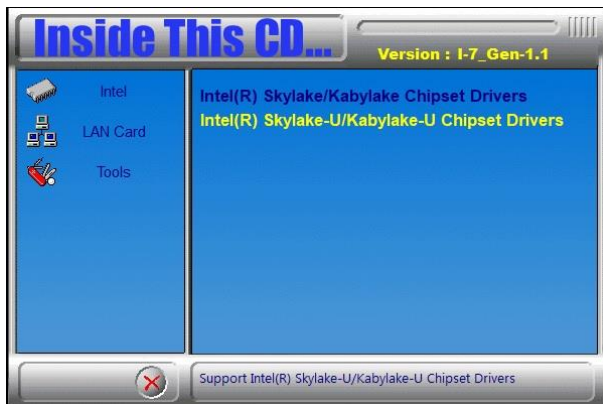 Inside This CD...
Version : I-7_Gen-1.1
Intel
LAN Card
Tools
Intel(R) Skylake/Kabylake Chipset Drivers
Intel(R) Skylake-U/Kabylake-U Chipset Drivers
Support Intel(R) Skylake-U/Kabylake-U Chipset Drivers